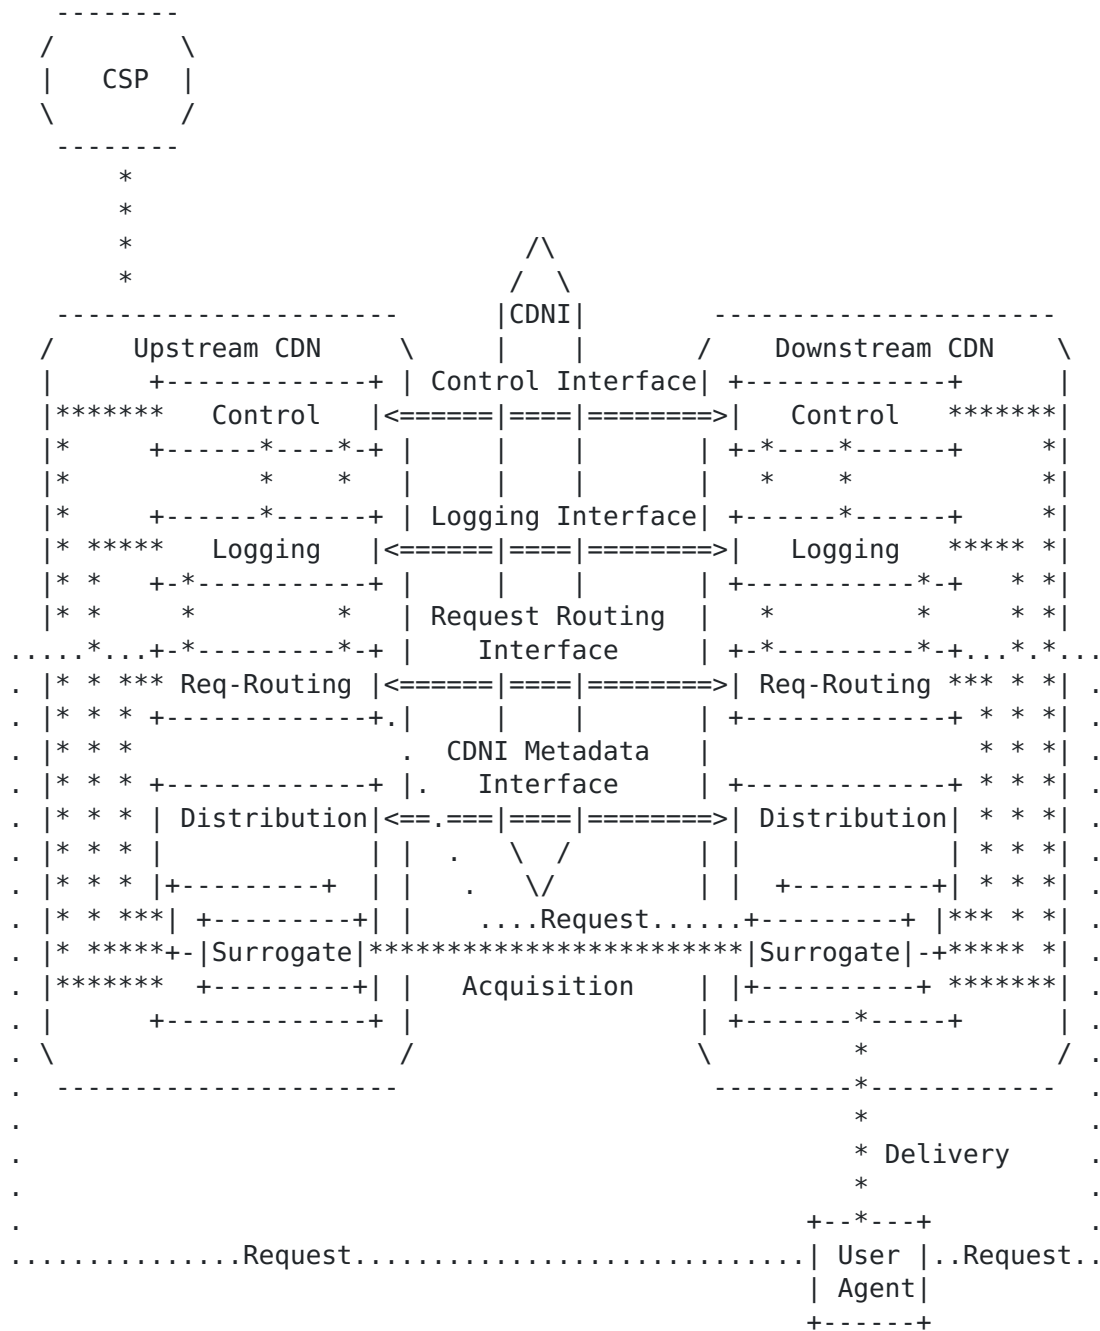 CSP
CDNI
Upstream CDN Downstream CDN
Control Interface
Control Control
Logging Interface
Logging Logging
Request Routing
Interface
Req-Routing Req-Routing
CDNI Metadata
Interface
Distribution Distribution
Request
Surrogate Surrogate
Acquisition
Delivery
Request User Request
Agent